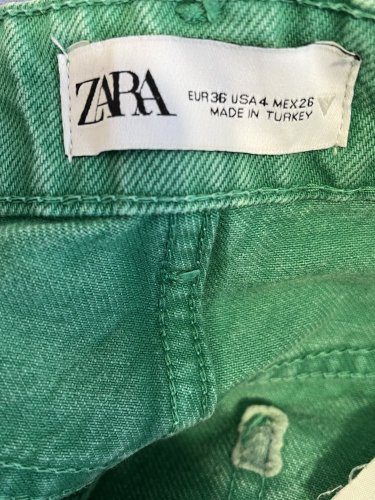 ZARA
EUR 36 USA 4 MEX 26
MADE IN TURKEY